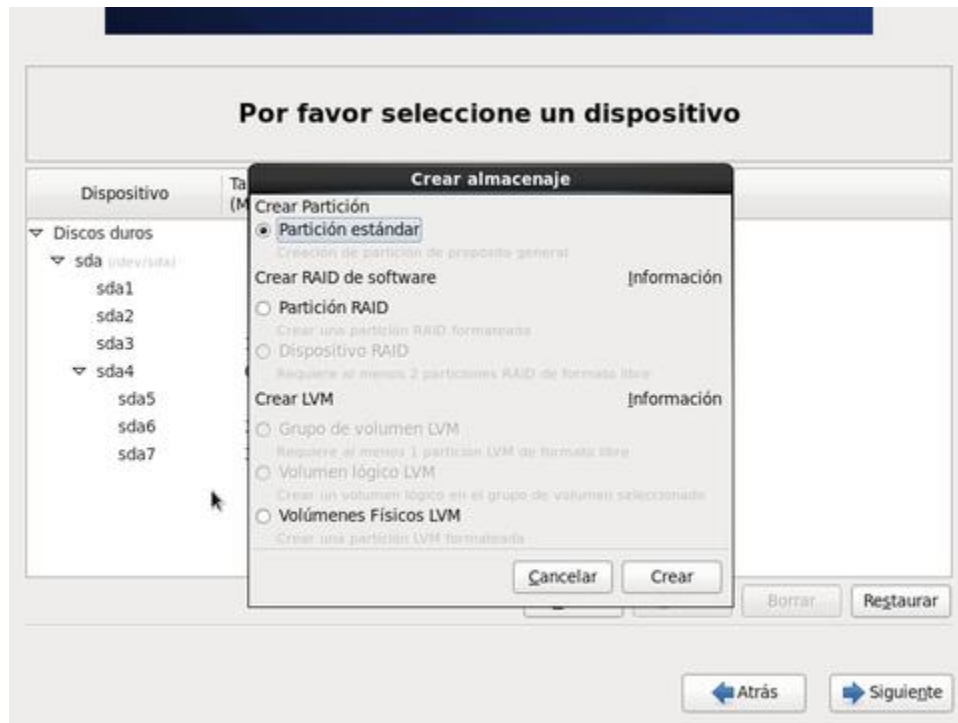 Por favor seleccione un dispositivo
Dispositivo
Ta
(M
Discos duros
sda (/dev/sda)
sda1
sda2
sda3
sda4
sda5
sda6
sda7
Crear almacenaje
Crear Partición
Partición estándar
Creación de partición de propósito general
Crear RAID de software
Información
Partición RAID
Crear una partición RAID formateada
Dispositivo RAID
Requiere al menos 2 particiones RAID de formato libre
Crear LVM
Información
Grupo de volumen LVM
Requiere al menos 1 partición LVM de formato libre
Volumen lógico LVM
Crear un volumen lógico en el grupo de volumen seleccionado
Volúmenes Físicos LVM
Crear una partición LVM formateada
Cancelar
Crear
Borrar
Restaurar
Atrás
Siguiente